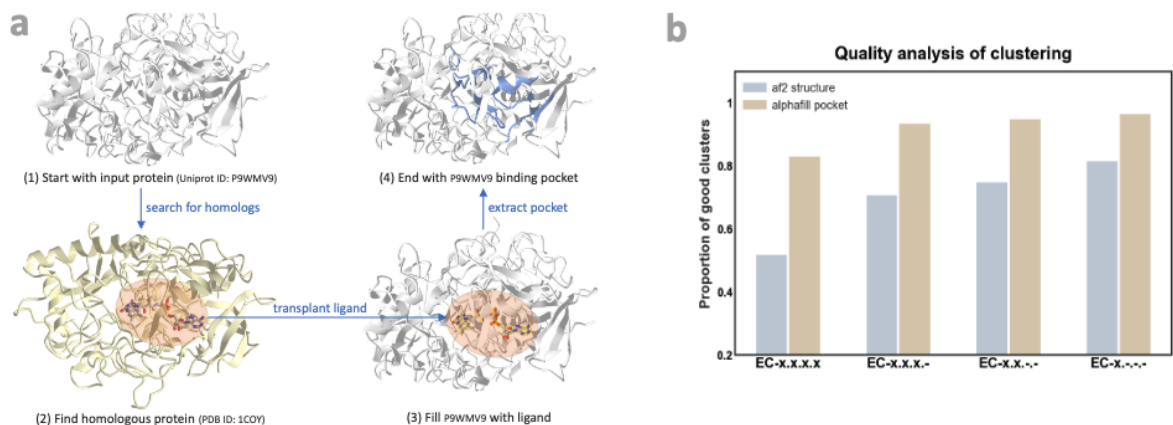 a
(1) Start with input protein (Uniprot ID: P9WMV9)
(4) End with P9WMV9 binding pocket
search for homologs
extract pocket
transplant ligand
(2) Find homologous protein (PDB ID: 1COY)
(3) Fill P9WMV9 with ligand
b
Quality analysis of clustering
af2 structure
alphafill pocket
Proportion of good clusters
1
0.8
0.6
0.4
0.2
EC-x.x.x.x
EC-x.x.x.-
EC-x.x.-.-
EC-x.-.-.-